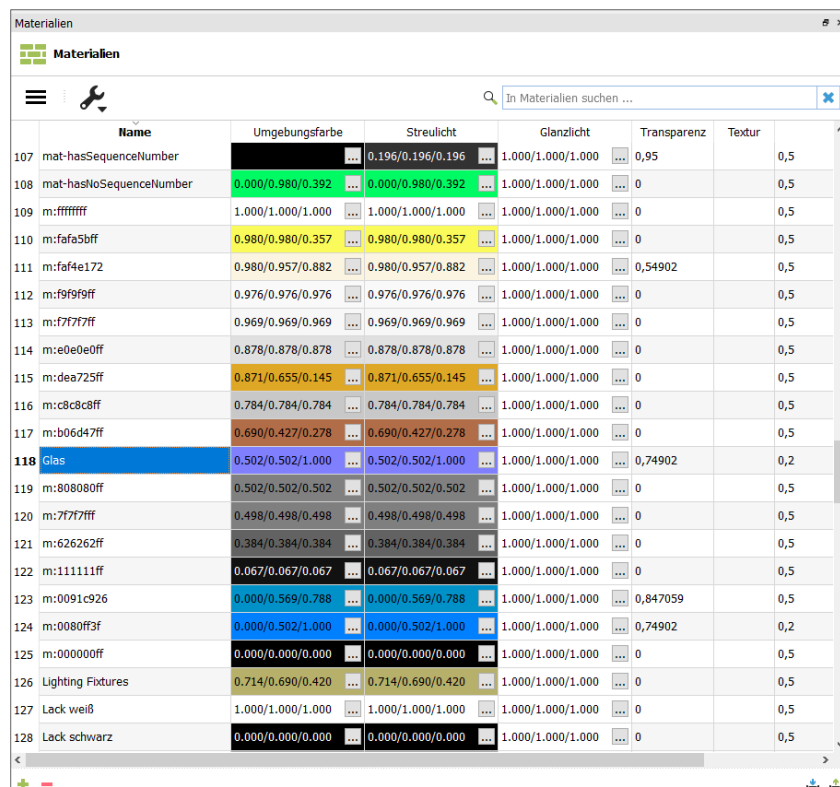 Materialien
Materialien
In Materialien suchen ...
Name Umgebungsfarbe Streulicht Glanzlicht Transparenz Textur
107 mat-hasSequenceNumber ... 0.196/0.196/0.196 ... 1.000/1.000/1.000 ... 0,95 0,5
108 mat-hasNoSequenceNumber 0.000/0.980/0.392 ... 0.000/0.980/0.392 ... 1.000/1.000/1.000 ... 0 0,5
109 m:ffffffff 1.000/1.000/1.000 ... 1.000/1.000/1.000 ... 1.000/1.000/1.000 ... 0 0,5
110 m:fafa5bff 0.980/0.980/0.357 ... 0.980/0.980/0.357 ... 1.000/1.000/1.000 ... 0 0,5
111 m:faf4e172 0.980/0.957/0.882 ... 0.980/0.957/0.882 ... 1.000/1.000/1.000 ... 0,54902 0,5
112 m:f9f9f9ff 0.976/0.976/0.976 ... 0.976/0.976/0.976 ... 1.000/1.000/1.000 ... 0 0,5
113 m:f7f7f7ff 0.969/0.969/0.969 ... 0.969/0.969/0.969 ... 1.000/1.000/1.000 ... 0 0,5
114 m:e0e0e0ff 0.878/0.878/0.878 ... 0.878/0.878/0.878 ... 1.000/1.000/1.000 ... 0 0,5
115 m:dea725ff 0.871/0.655/0.145 ... 0.871/0.655/0.145 ... 1.000/1.000/1.000 ... 0 0,5
116 m:c8c8c8ff 0.784/0.784/0.784 ... 0.784/0.784/0.784 ... 1.000/1.000/1.000 ... 0 0,5
117 m:b06d47ff 0.690/0.427/0.278 ... 0.690/0.427/0.278 ... 1.000/1.000/1.000 ... 0 0,5
118 Glas 0.502/0.502/1.000 ... 0.502/0.502/1.000 ... 1.000/1.000/1.000 ... 0,74902 0,2
119 m:808080ff 0.502/0.502/0.502 ... 0.502/0.502/0.502 ... 1.000/1.000/1.000 ... 0 0,5
120 m:7f7f7fff 0.498/0.498/0.498 ... 0.498/0.498/0.498 ... 1.000/1.000/1.000 ... 0 0,5
121 m:626262ff 0.384/0.384/0.384 ... 0.384/0.384/0.384 ... 1.000/1.000/1.000 ... 0 0,5
122 m:111111ff 0.067/0.067/0.067 ... 0.067/0.067/0.067 ... 1.000/1.000/1.000 ... 0 0,5
123 m:0091c926 0.000/0.569/0.788 ... 0.000/0.569/0.788 ... 1.000/1.000/1.000 ... 0,847059 0,5
124 m:0080ff3f 0.000/0.502/1.000 ... 0.000/0.502/1.000 ... 1.000/1.000/1.000 ... 0,74902 0,2
125 m:000000ff 0.000/0.000/0.000 ... 0.000/0.000/0.000 ... 1.000/1.000/1.000 ... 0 0,5
126 Lighting Fixtures 0.714/0.690/0.420 ... 0.714/0.690/0.420 ... 1.000/1.000/1.000 ... 0 0,5
127 Lack weiß 1.000/1.000/1.000 ... 1.000/1.000/1.000 ... 1.000/1.000/1.000 ... 0 0,5
128 Lack schwarz 0.000/0.000/0.000 ... 0.000/0.000/0.000 ... 1.000/1.000/1.000 ... 0 0,5